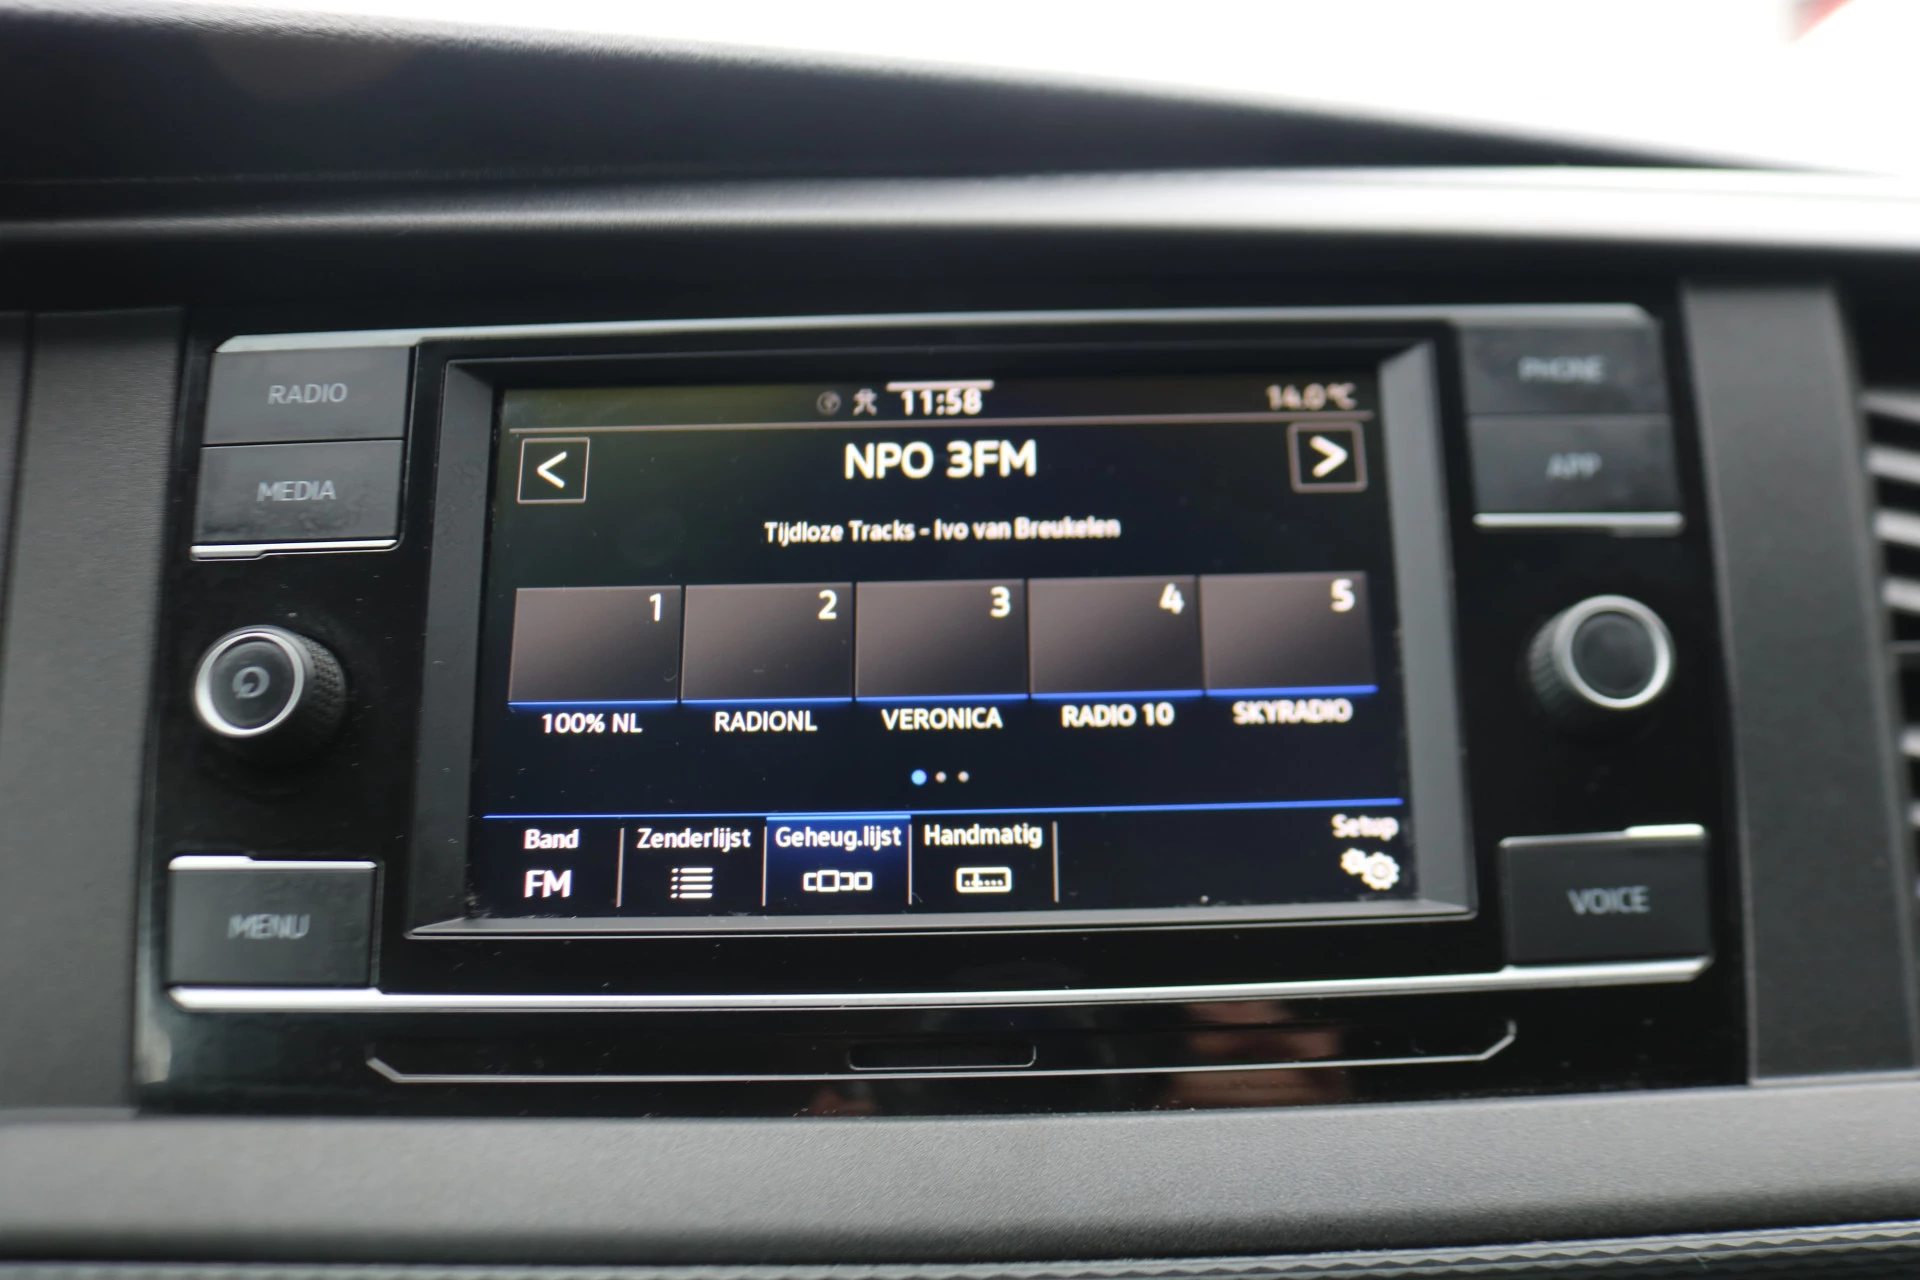 RADIO
MEDIA
MENU
PHONE
APP
VOICE
11:58
14.0°C
<
NPO 3FM
>
Tijdloze Tracks - Ivo van Breukelen
1
2
3
4
5
100% NL
RADIONL
VERONICA
RADIO 10
SKYRADIO
Band
Zenderlijst
Geheug.lijst
Handmatig
Setup
FM